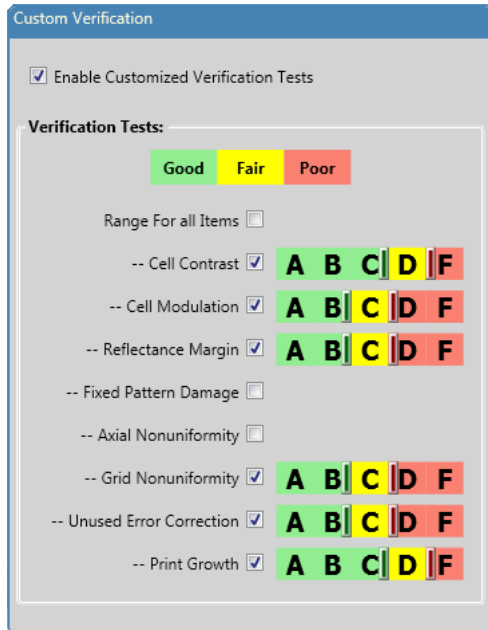 Custom Verification
Enable Customized Verification Tests
Verification Tests:
Good Fair Poor
Range For all Items
-- Cell Contrast A B C D F
-- Cell Modulation A B C D F
-- Reflectance Margin A B C D F
-- Fixed Pattern Damage
-- Axial Nonuniformity
-- Grid Nonuniformity A B C D F
-- Unused Error Correction A B C D F
-- Print Growth A B C D F